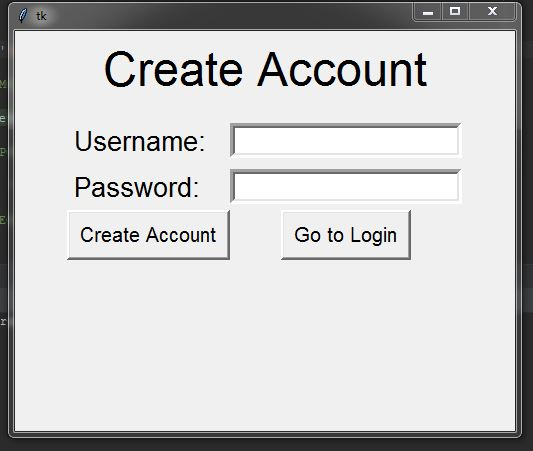 tk
Create Account
Username:
Password:
Create Account Go to Login